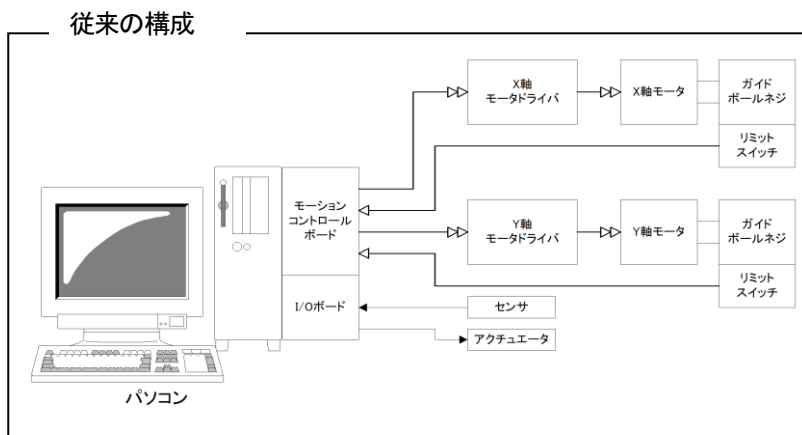 従来の構成
X軸
モータドライバ
X軸モータ
ガイド
ボールネジ
リミット
スイッチ
モーション
コントロール
ボード
Y軸
モータドライバ
Y軸モータ
ガイド
ボールネジ
リミット
スイッチ
I/Oボード
センサ
アクチュエータ
パソコン